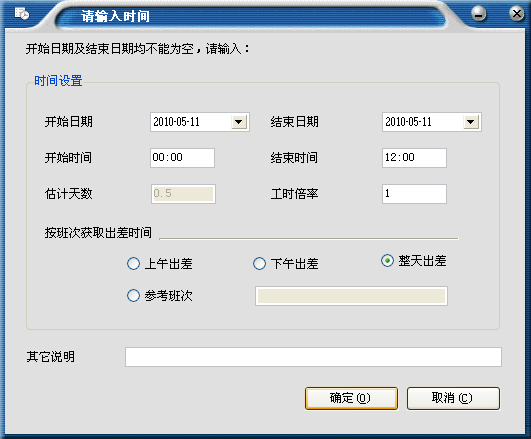 请输入时间
开始日期及结束日期均不能为空,请输入:
时间设置
开始日期 2010-05-11 结束日期 2010-05-11
开始时间 00:00 结束时间 12:00
估计天数 0.5 工时倍率 1
按班次获取出差时间
上午出差 下午出差 整天出差
参考班次
其它说明
确定(O) 取消(C)